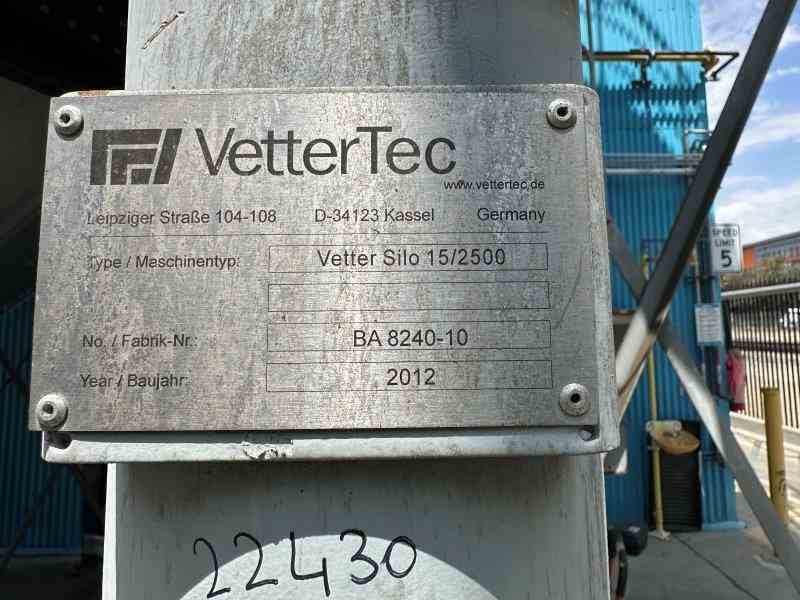 VetterTec
www.vettertec.de
Leipziger Straße 104-108 D-34123 Kassel Germany
Type / Maschinentyp: Vetter Silo 15/2500
No. / Fabrik-Nr.: BA 8240-10
Year / Baujahr: 2012
22430
SPEED
LIMIT
5